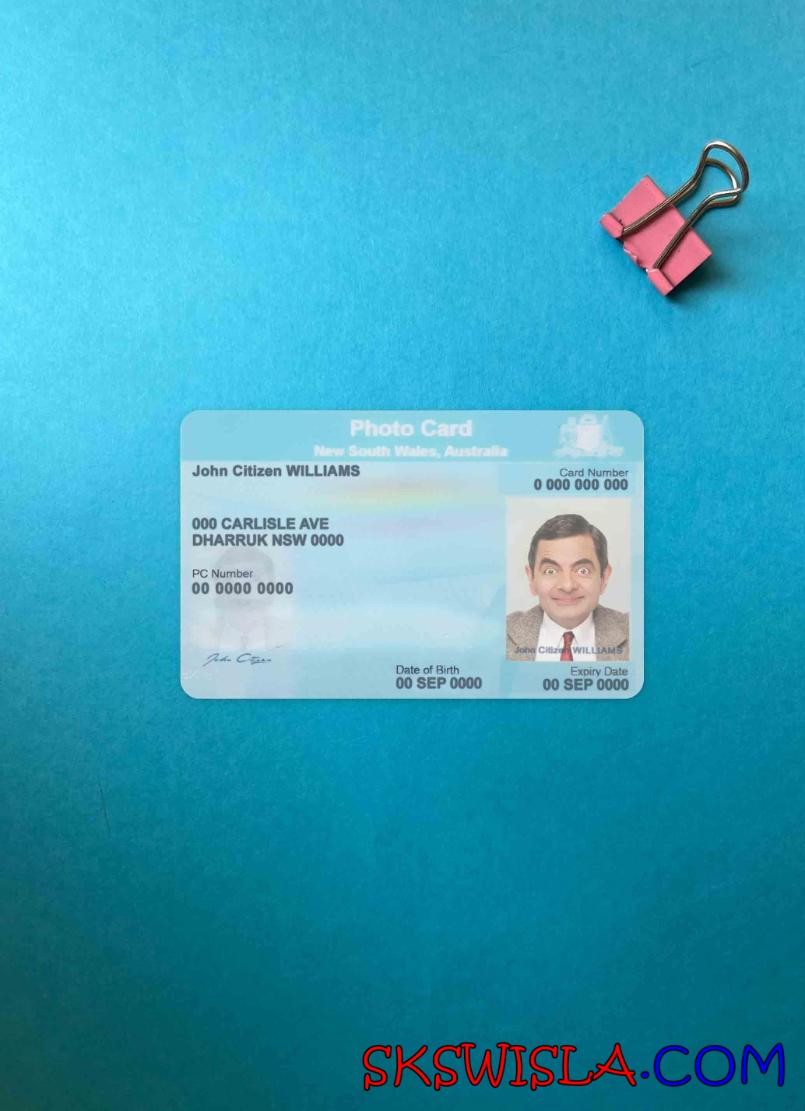 Photo Card
New South Wales, Australia
John Citizen WILLIAMS
Card Number
0 000 000 000
000 CARLISLE AVE
DHARRUK NSW 0000
PC Number
00 0000 0000
John Citizen WILLIAMS
John Citizen
Date of Birth
00 SEP 0000
Expiry Date
00 SEP 0000
SKSWISLA.COM